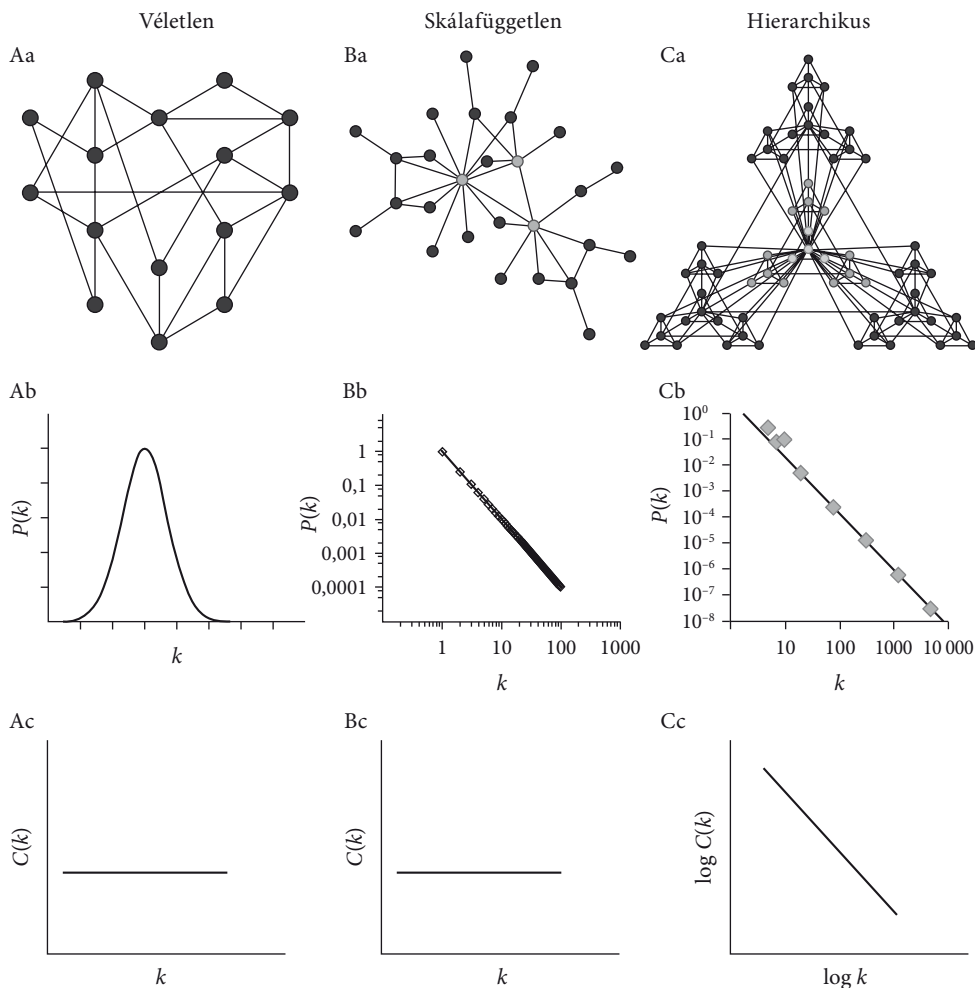 Véletlen
Skálafüggetlen
Hierarchikus
Aa
Ba
Ca
Ab
P(k)
k
Bb
P(k)
1
0,1
0,01
0,001
0,0001
1
10
100
1000
k
Cb
P(k)
10⁰
10⁻¹
10⁻²
10⁻³
10⁻⁴
10⁻⁵
10⁻⁶
10⁻⁷
10⁻⁸
10
100
1000
10 000
k
Ac
C(k)
k
Bc
C(k)
k
Cc
log C(k)
log k